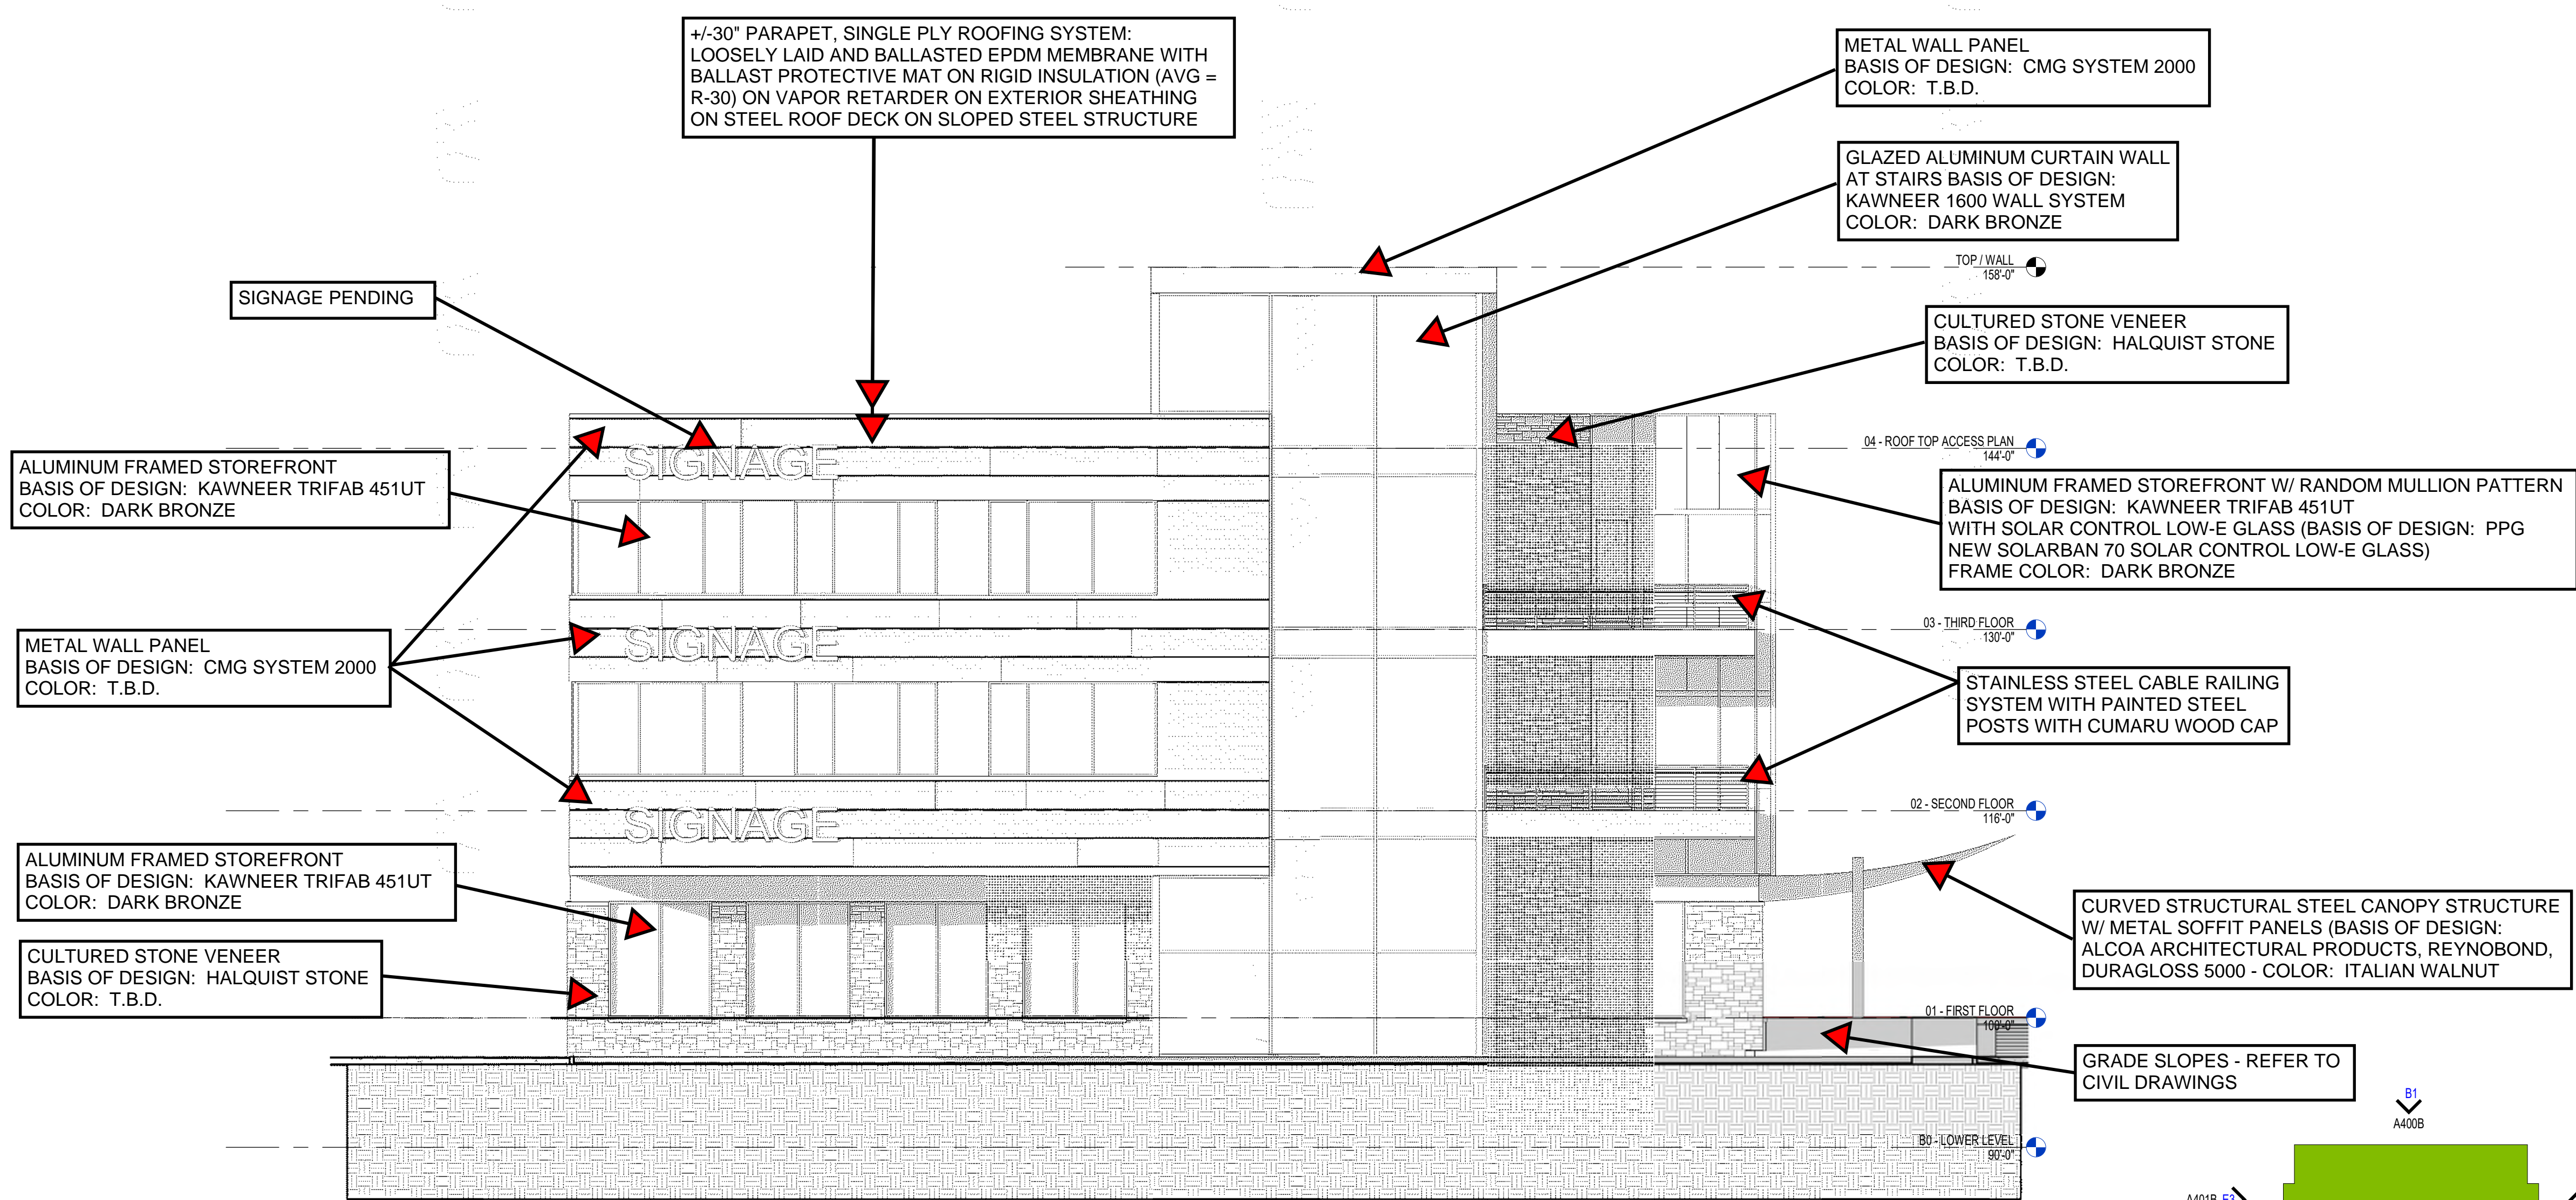 +/-30" PARAPET, SINGLE PLY ROOFING SYSTEM:
LOOSELY LAID AND BALLASTED EPDM MEMBRANE WITH
BALLAST PROTECTIVE MAT ON RIGID INSULATION (AVG =
R-30) ON VAPOR RETARDER ON EXTERIOR SHEATHING
ON STEEL ROOF DECK ON SLOPED STEEL STRUCTURE
METAL WALL PANEL
BASIS OF DESIGN: CMG SYSTEM 2000
COLOR: T.B.D.
GLAZED ALUMINUM CURTAIN WALL
AT STAIRS BASIS OF DESIGN:
KAWNEER 1600 WALL SYSTEM
COLOR: DARK BRONZE
TOP / WALL
158'-0"
SIGNAGE PENDING
CULTURED STONE VENEER
BASIS OF DESIGN: HALQUIST STONE
COLOR: T.B.D.
04 - ROOF TOP ACCESS PLAN
144'-0"
SIGNAGE
ALUMINUM FRAMED STOREFRONT
BASIS OF DESIGN: KAWNEER TRIFAB 451UT
COLOR: DARK BRONZE
ALUMINUM FRAMED STOREFRONT W/ RANDOM MULLION PATTERN
BASIS OF DESIGN: KAWNEER TRIFAB 451UT
WITH SOLAR CONTROL LOW-E GLASS (BASIS OF DESIGN: PPG
NEW SOLARBAN 70 SOLAR CONTROL LOW-E GLASS)
FRAME COLOR: DARK BRONZE
03 - THIRD FLOOR
130'-0"
SIGNAGE
METAL WALL PANEL
BASIS OF DESIGN: CMG SYSTEM 2000
COLOR: T.B.D.
STAINLESS STEEL CABLE RAILING
SYSTEM WITH PAINTED STEEL
POSTS WITH CUMARU WOOD CAP
02 - SECOND FLOOR
116'-0"
SIGNAGE
ALUMINUM FRAMED STOREFRONT
BASIS OF DESIGN: KAWNEER TRIFAB 451UT
COLOR: DARK BRONZE
CURVED STRUCTURAL STEEL CANOPY STRUCTURE
W/ METAL SOFFIT PANELS (BASIS OF DESIGN:
ALCOA ARCHITECTURAL PRODUCTS, REYNOBOND,
DURAGLOSS 5000 - COLOR: ITALIAN WALNUT
CULTURED STONE VENEER
BASIS OF DESIGN: HALQUIST STONE
COLOR: T.B.D.
01 - FIRST FLOOR
100'-0"
GRADE SLOPES - REFER TO
CIVIL DRAWINGS
B1
A400B
B0 - LOWER LEVEL
90'-0"